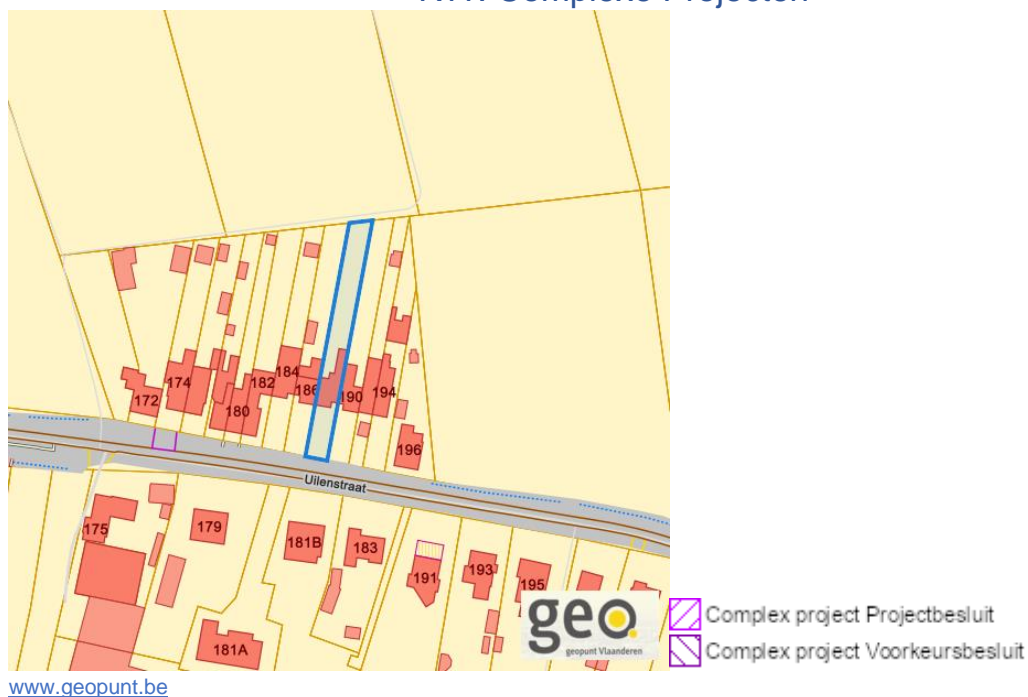 172
174
180
182
184
186
190
194
196
Uilenstraat
175
179
181B
183
191
193
195
181A
geo
geopunt Vlaanderen
Complex project Projectbesluit
Complex project Voorkeursbesluit
www.geopunt.be